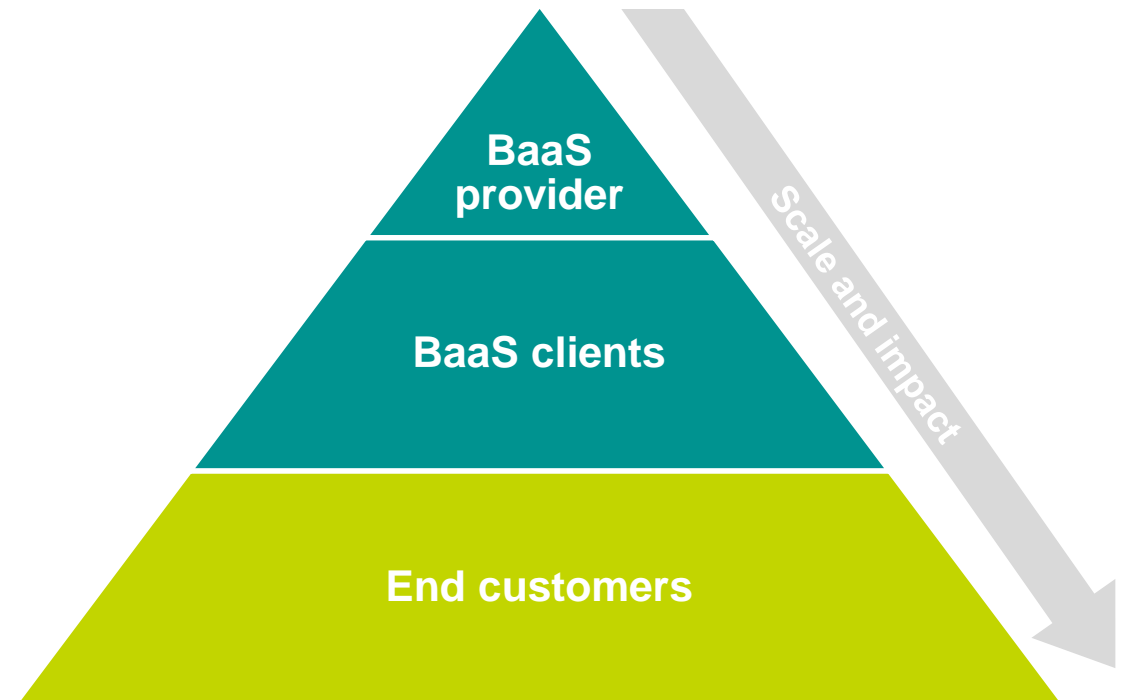 BaaS
provider
Scale and impact
BaaS clients
End customers